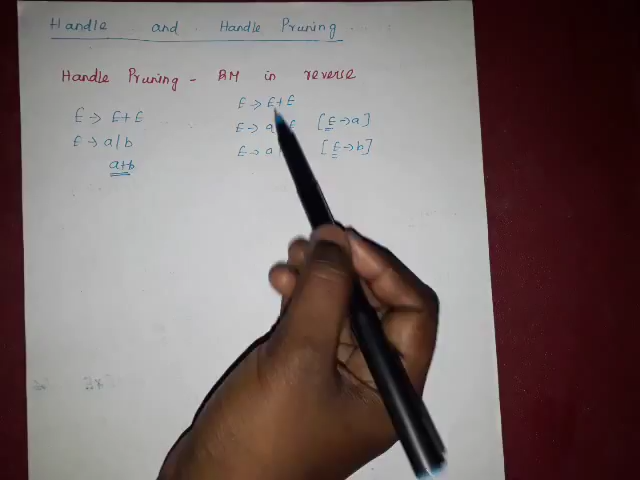 Handle and Handle Pruning
Handle Pruning - RM in reverse
E → E+E
E → a|b
a+b
E → E+E
E → a E [E → a]
E → a [E → b]